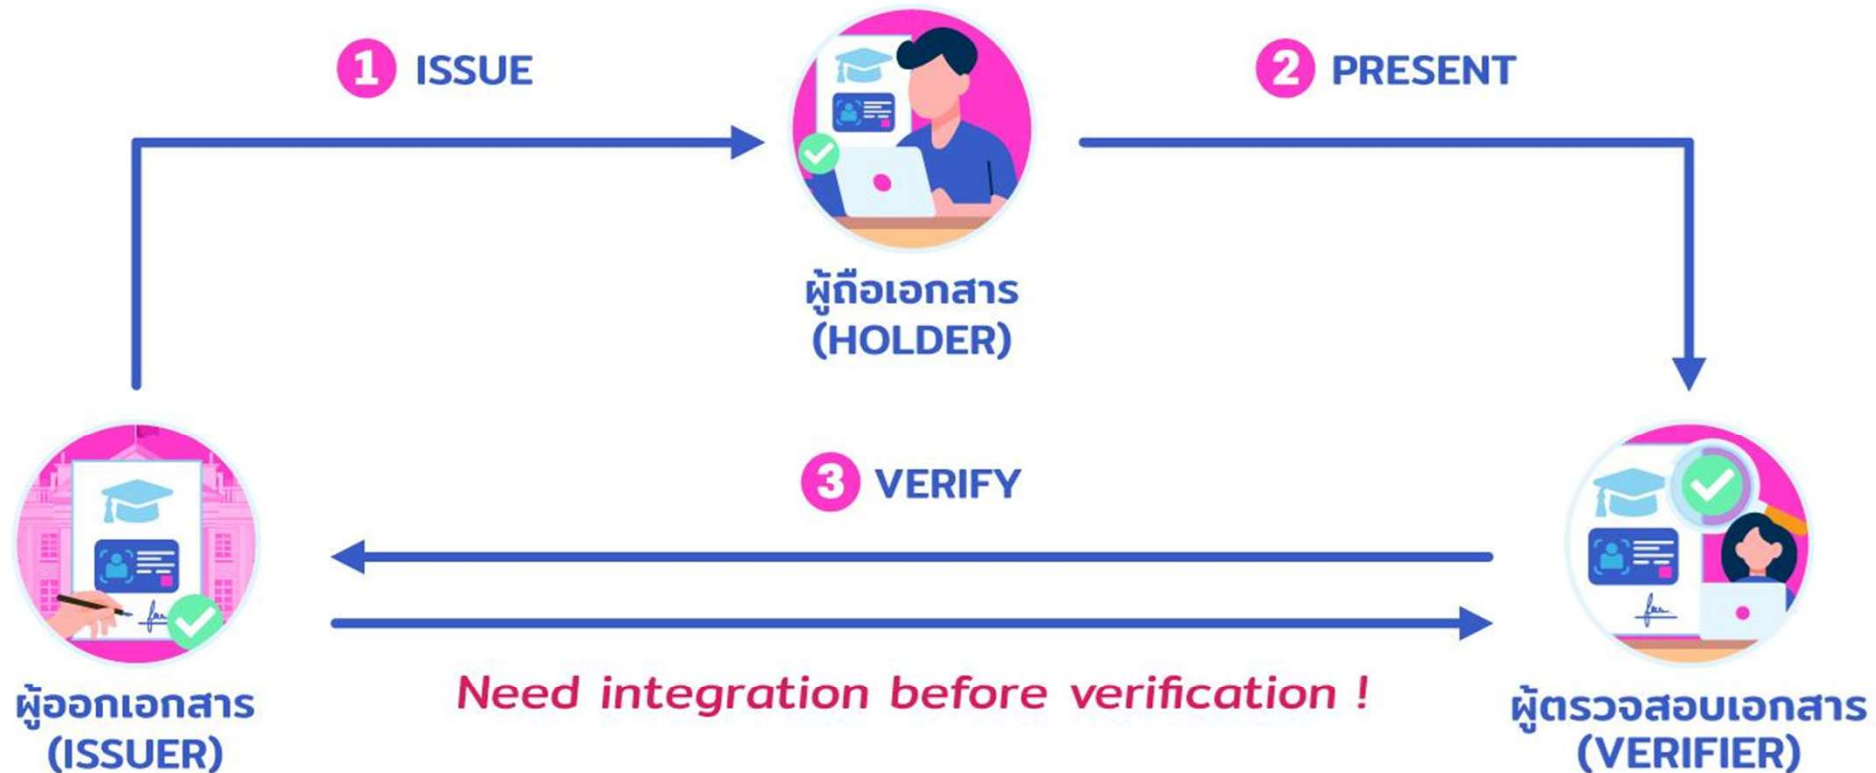 1 ISSUE
2 PRESENT
ผู้ถือเอกสาร
(HOLDER)
3 VERIFY
Need integration before verification !
ผู้ออกเอกสาร
(ISSUER)
ผู้ตรวจสอบเอกสาร
(VERIFIER)